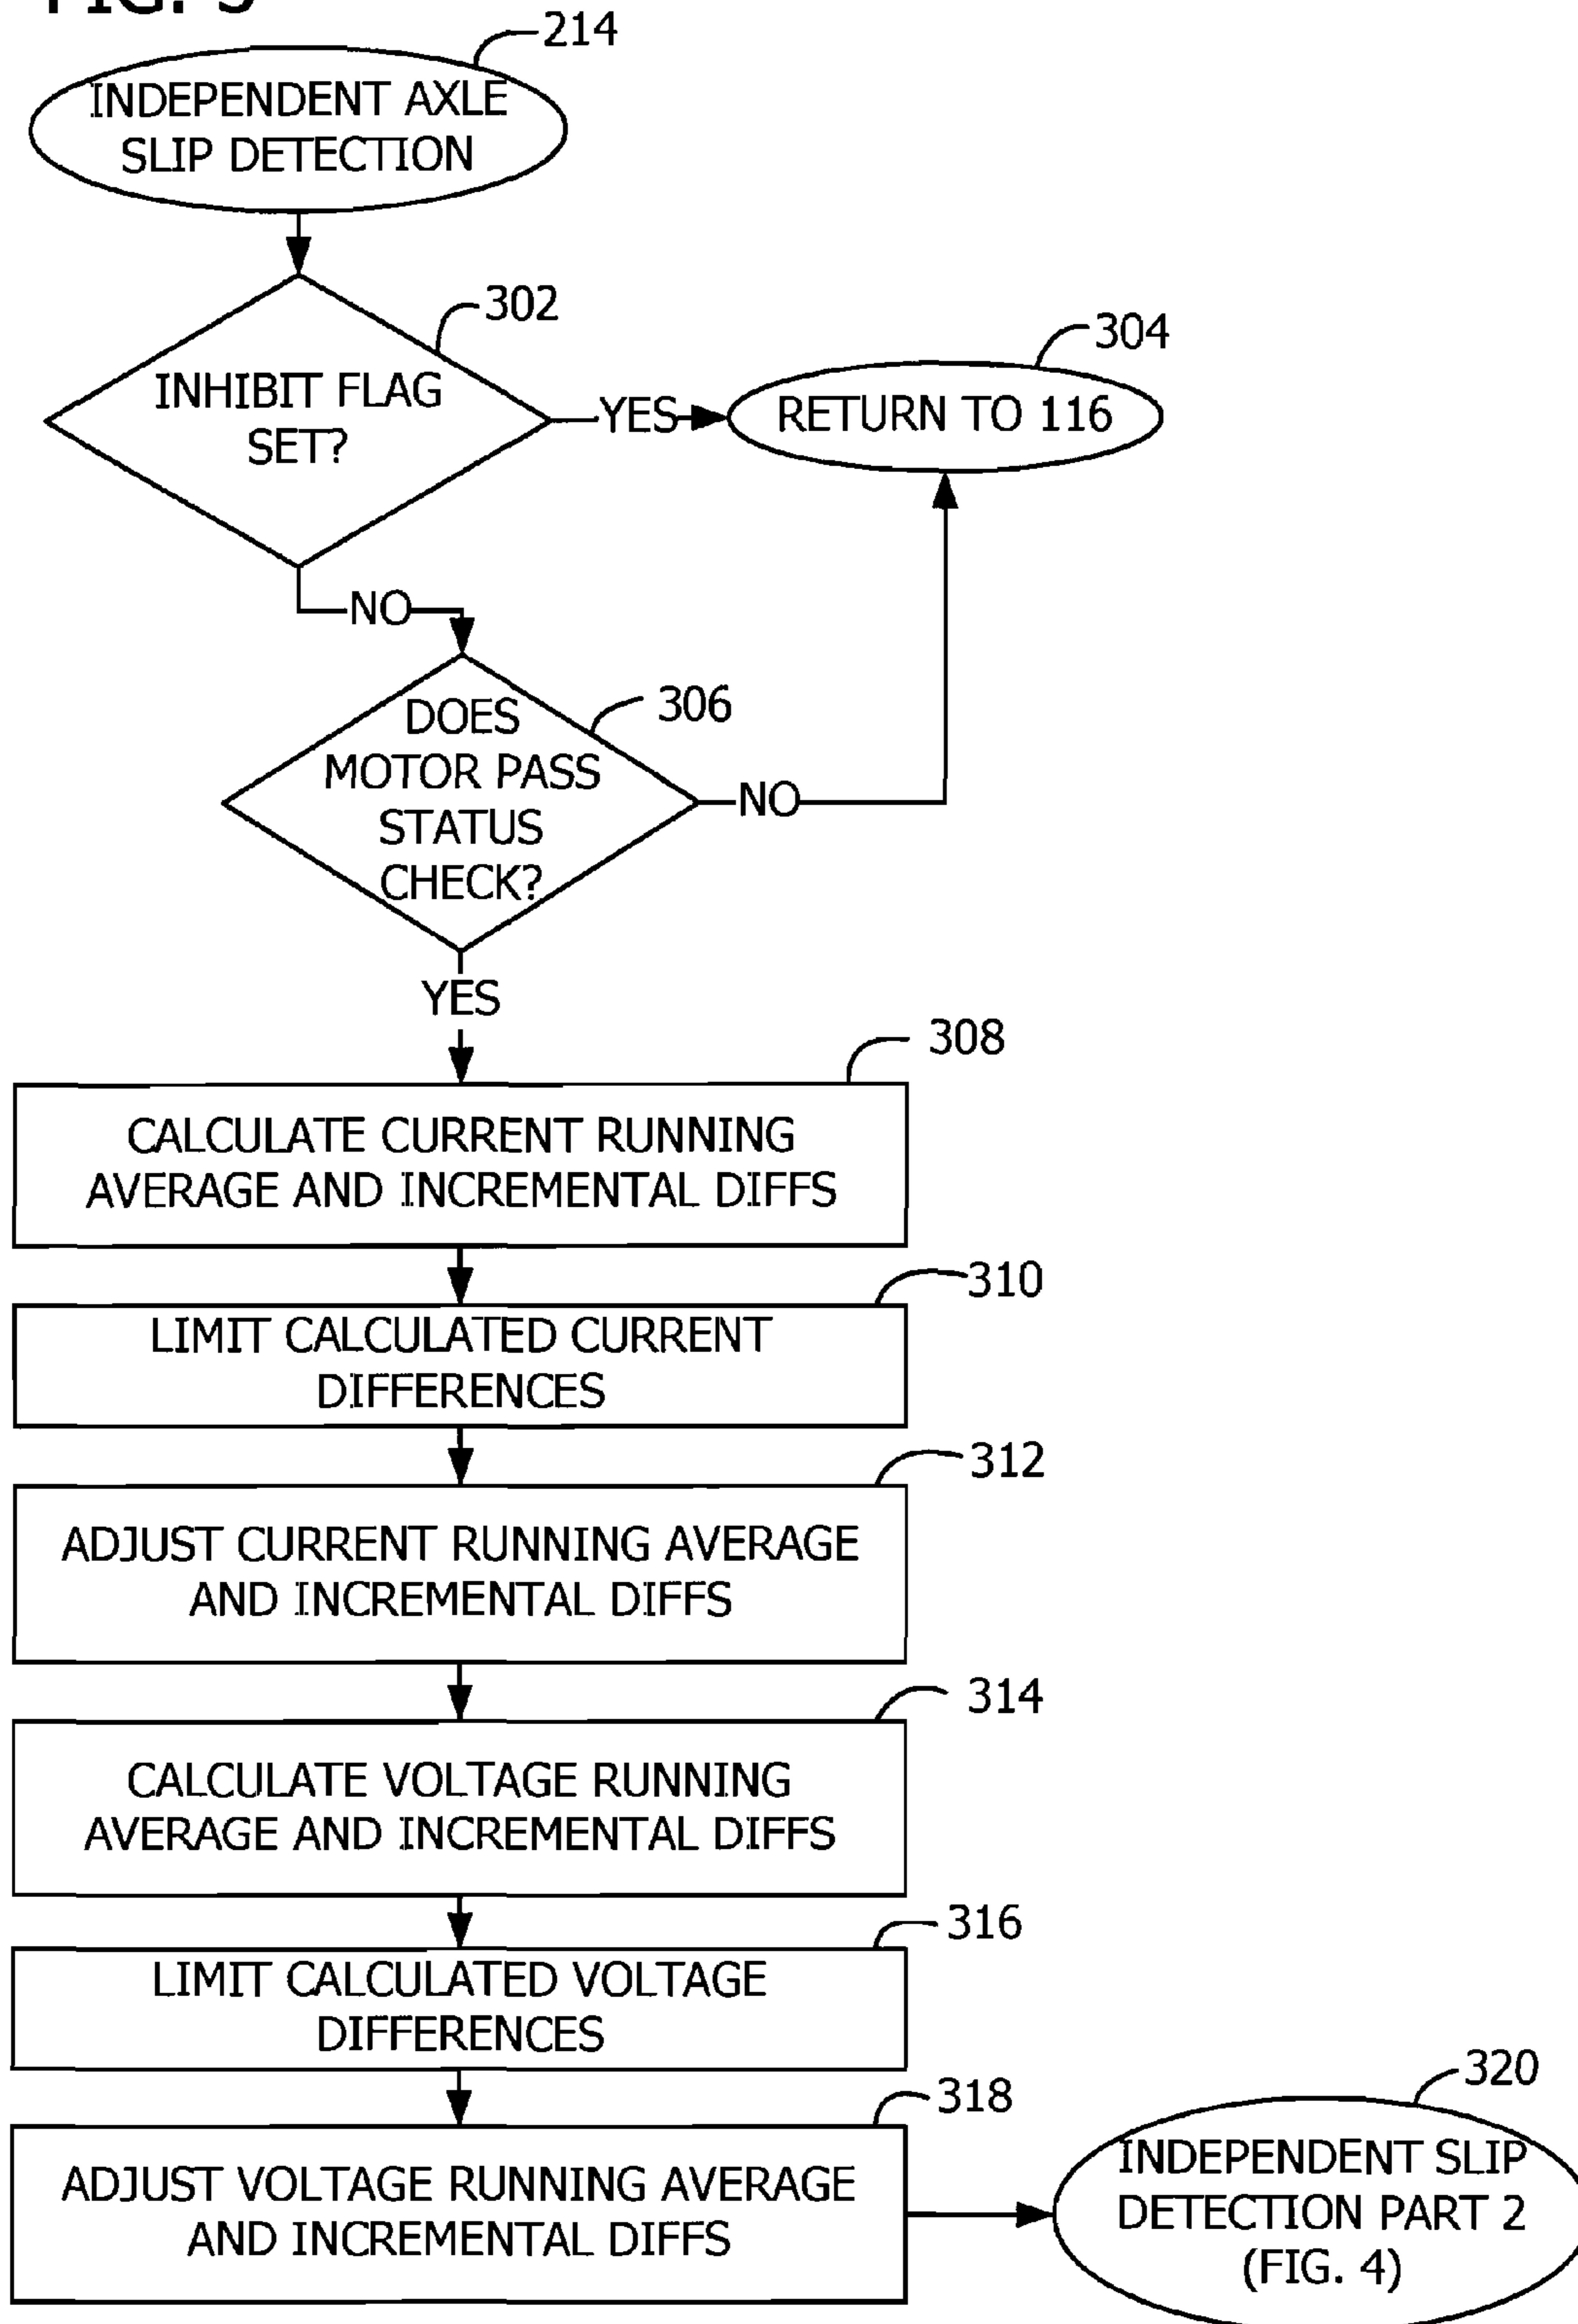 214
INDEPENDENT AXLE
SLIP DETECTION
302
INHIBIT FLAG
SET?
YES
304
RETURN TO 116
NO
306
DOES
MOTOR PASS
STATUS
CHECK?
NO
YES
308
CALCULATE CURRENT RUNNING
AVERAGE AND INCREMENTAL DIFFS
310
LIMIT CALCULATED CURRENT
DIFFERENCES
312
ADJUST CURRENT RUNNING AVERAGE
AND INCREMENTAL DIFFS
314
CALCULATE VOLTAGE RUNNING
AVERAGE AND INCREMENTAL DIFFS
316
LIMIT CALCULATED VOLTAGE
DIFFERENCES
318
ADJUST VOLTAGE RUNNING AVERAGE
AND INCREMENTAL DIFFS
320
INDEPENDENT SLIP
DETECTION PART 2
(FIG. 4)